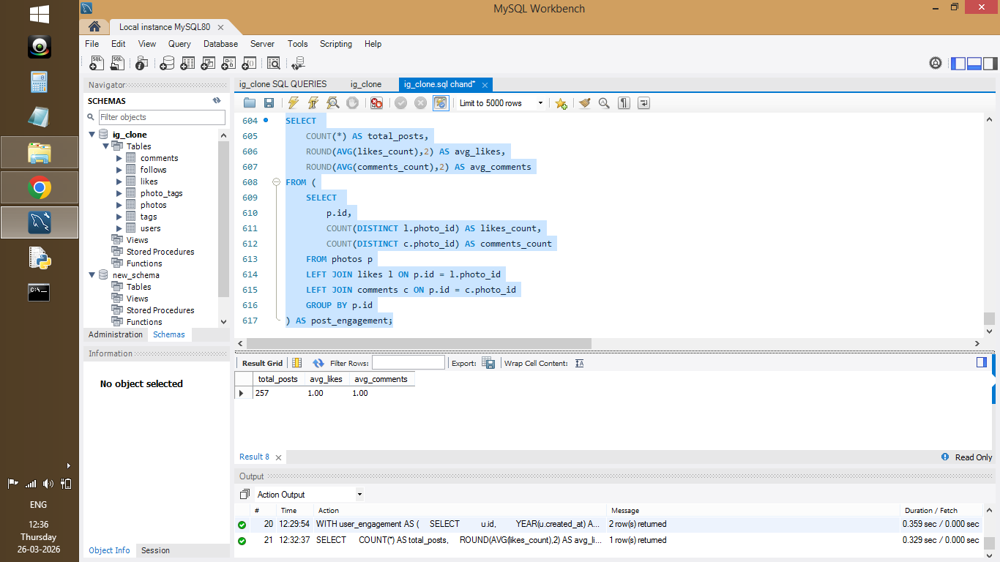 MySQL Workbench
Local instance MySQL80
File Edit View Query Database Server Tools Scripting Help
Navigator
SCHEMAS
Filter objects
ig_clone
Tables
comments
follows
likes
photo_tags
photos
tags
users
Views
Stored Procedures
Functions
new_schema
Tables
Views
Stored Procedures
Functions
Administration Schemas
Information
No object selected
Object Info Session
ig_clone SQL QUERIES ig_clone ig_clone.sql chand*
Limit to 5000 rows
604 SELECT
605 COUNT(*) AS total_posts,
606 ROUND(AVG(likes_count),2) AS avg_likes,
607 ROUND(AVG(comments_count),2) AS avg_comments
608 FROM (
609 SELECT
610 p.id,
611 COUNT(DISTINCT l.photo_id) AS likes_count,
612 COUNT(DISTINCT c.photo_id) AS comments_count
613 FROM photos p
614 LEFT JOIN likes l ON p.id = l.photo_id
615 LEFT JOIN comments c ON p.id = c.photo_id
616 GROUP BY p.id
617 ) AS post_engagement;
Result Grid Filter Rows: Export: Wrap Cell Content:
total_posts avg_likes avg_comments
257 1.00 1.00
Result 8 Read Only
Output
Action Output
# Time Action Message Duration / Fetch
20 12:29:54 WITH user_engagement AS ( SELECT u.id, YEAR(u.created_at) A... 2 row(s) returned 0.359 sec / 0.000 sec
21 12:32:37 SELECT COUNT(*) AS total_posts, ROUND(AVG(likes_count),2) AS avg_li... 1 row(s) returned 0.329 sec / 0.000 sec
ENG
12:36
Thursday
26-03-2026